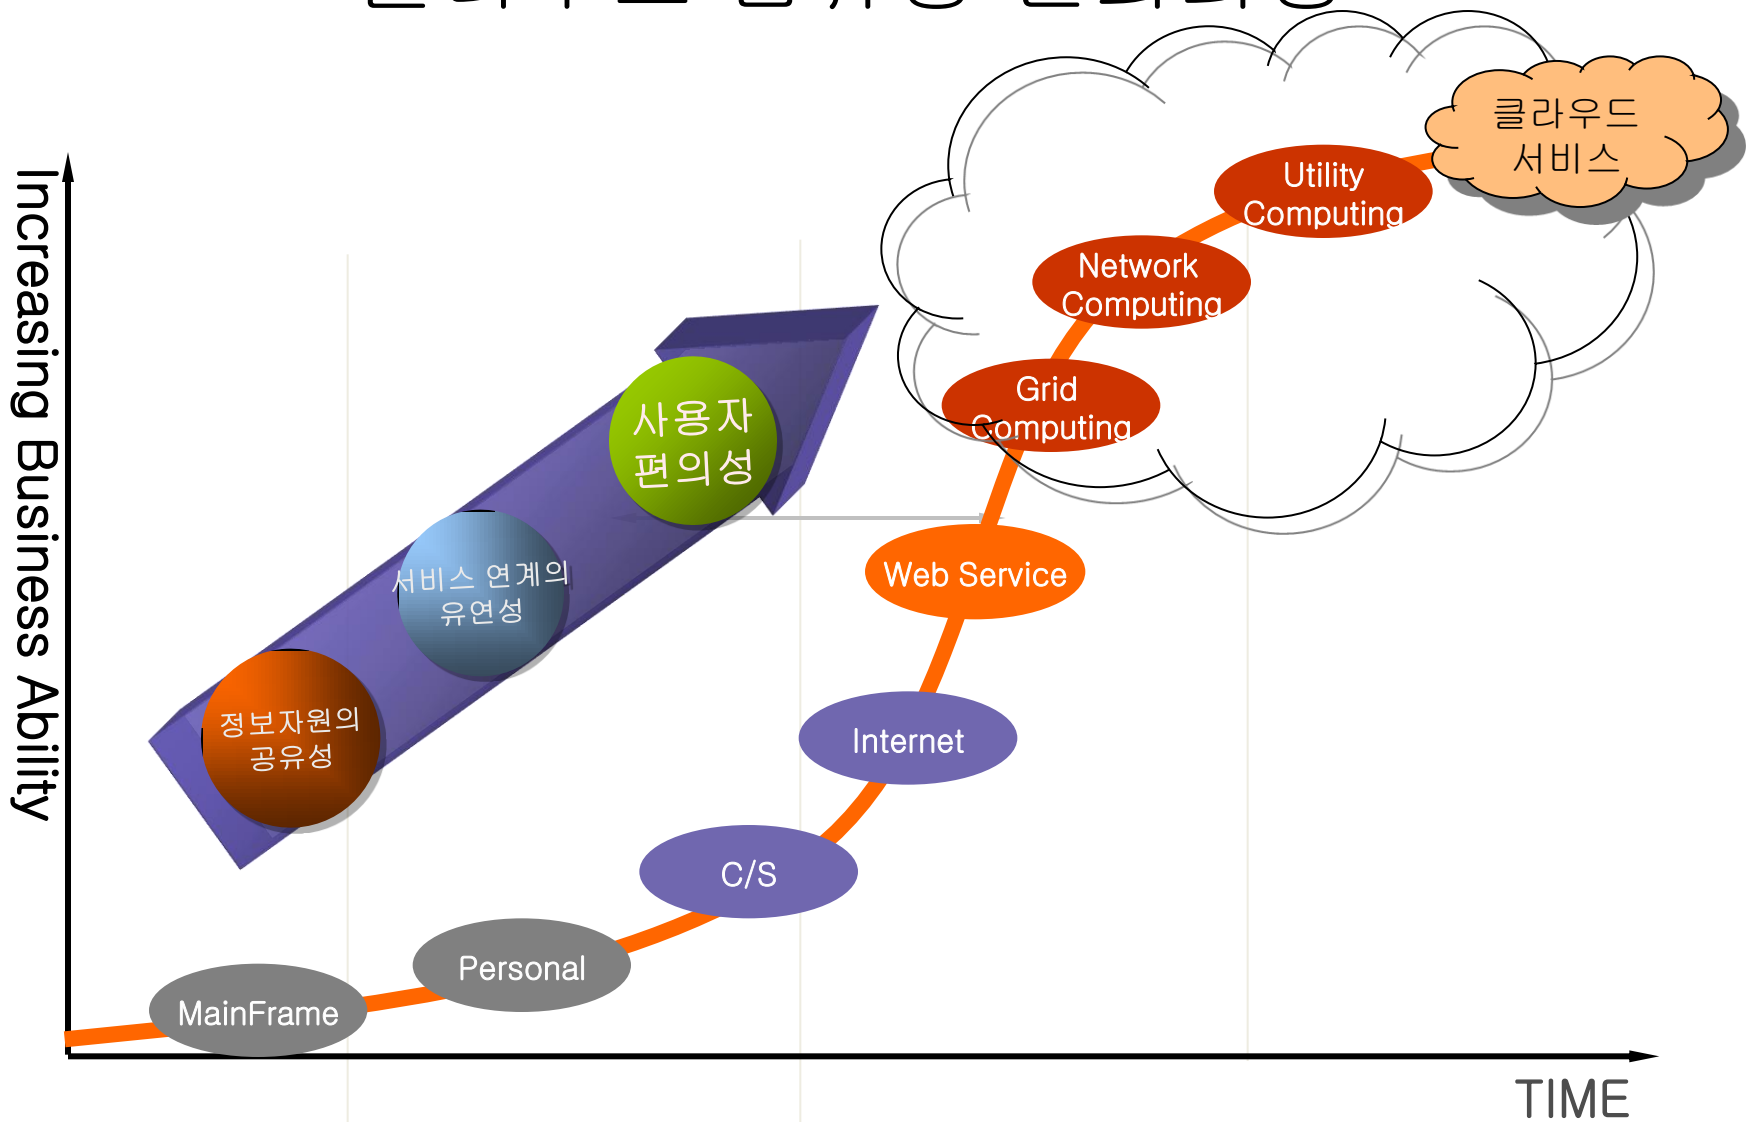 클라우드
서비스
Utility
Computing
Network
Computing
Grid
Computing
Increasing Business Ability
사용자
편의성
서비스 연계의
유연성
정보자원의
공유성
Web Service
Internet
C/S
Personal
MainFrame
TIME